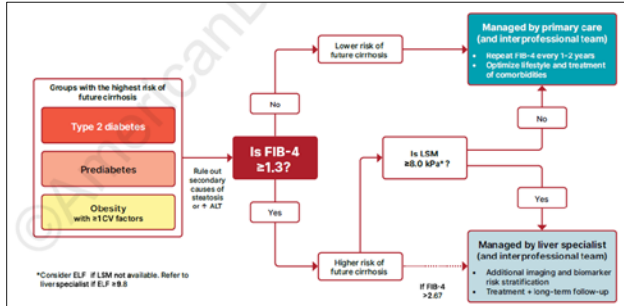 Groups with the highest risk of
future cirrhosis
Type 2 diabetes
Prediabetes
Obesity
with ≥1CV factors
Rule out
secondary
causes of
steatosis
or ↑ ALT
Is FIB-4
≥1.3?
No
Yes
Lower risk of
future cirrhosis
Higher risk of
future cirrhosis
Is LSM
≥8.0 kPa*?
No
Yes
If FIB-4
>2.67
Managed by primary care
(and interprofessional team)
• Repeat FIB-4 every 1-2 years
• Optimize lifestyle and treatment
of comorbidities
Managed by liver specialist
(and interprofessional team)
• Additional imaging and biomarker
risk stratification
• Treatment + long-term follow-up
*Consider ELF if LSM not available. Refer to
liver specialist if ELF ≥9.8